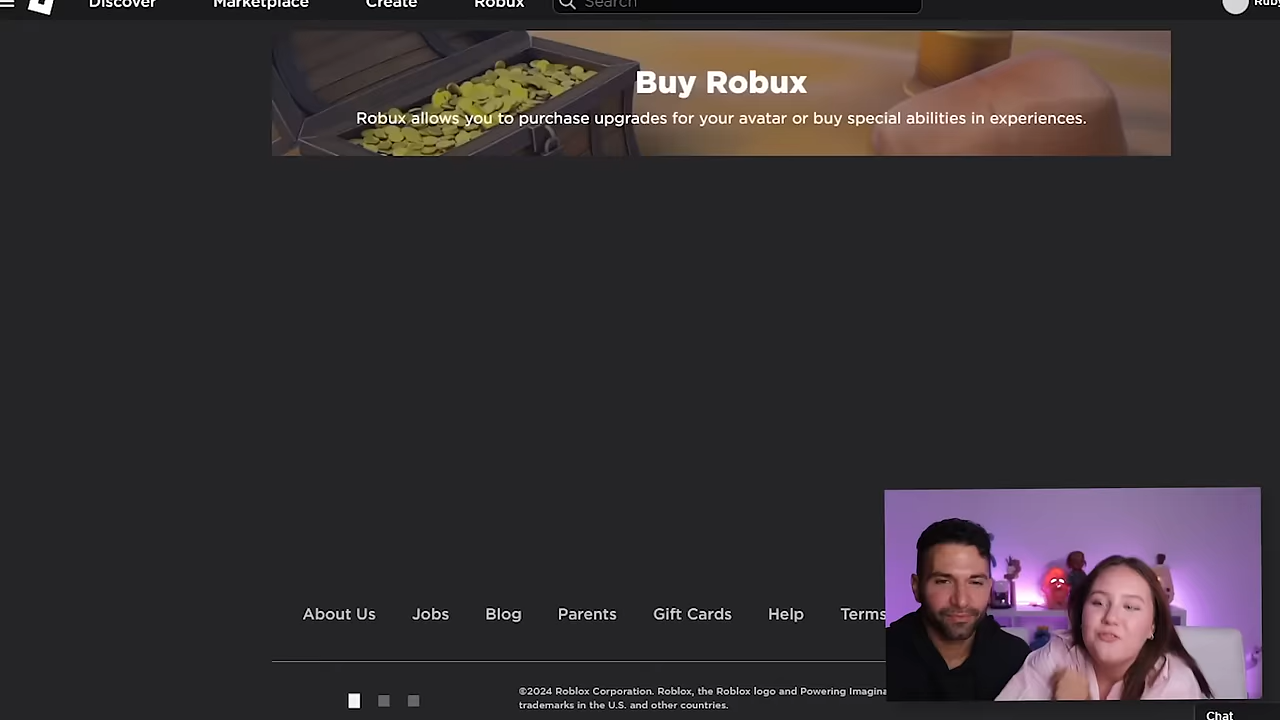 Discover Marketplace Create Robux Search Ruby
Buy Robux
Robux allows you to purchase upgrades for your avatar or buy special abilities in experiences.
About Us Jobs Blog Parents Gift Cards Help Terms
©2024 Roblox Corporation. Roblox, the Roblox logo and Powering Imagina
trademarks in the U.S. and other countries.
Chat